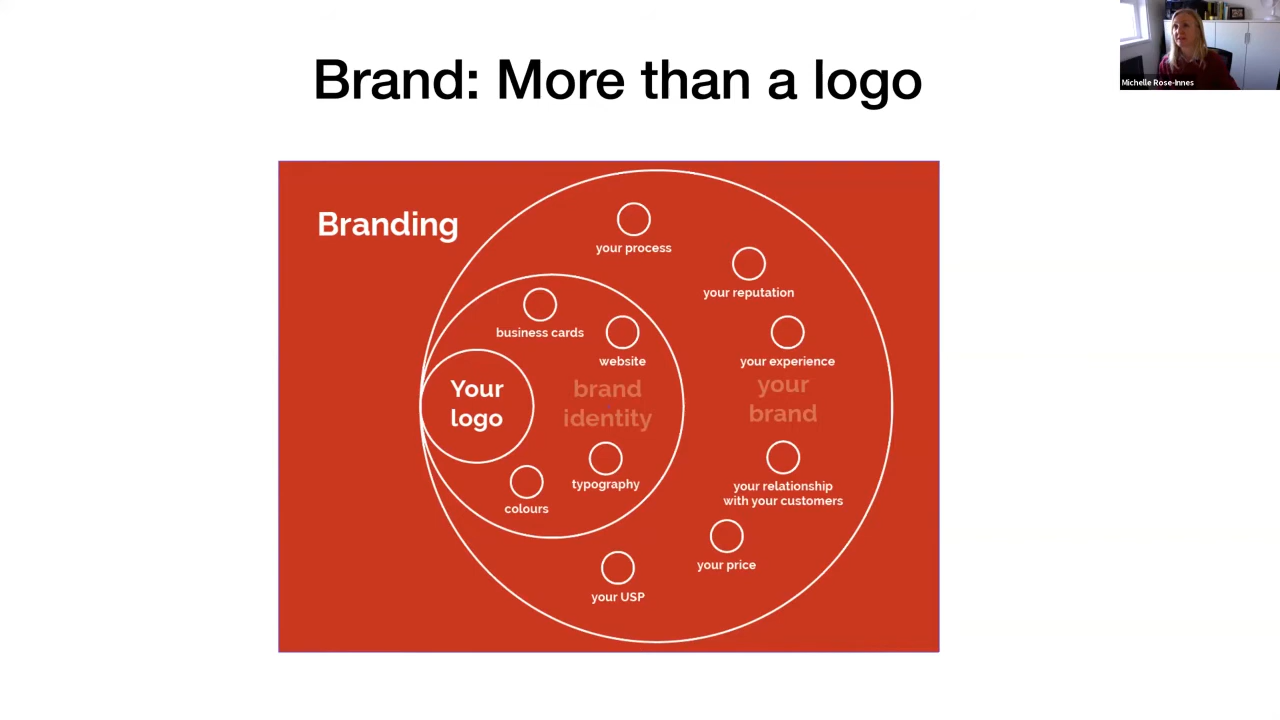 Brand: More than a logo
Michelle Rose-Innes
Branding
your process
your reputation
business cards
website
your experience
Your
logo
brand
identity
your
brand
typography
colours
your relationship
with your customers
your price
your USP